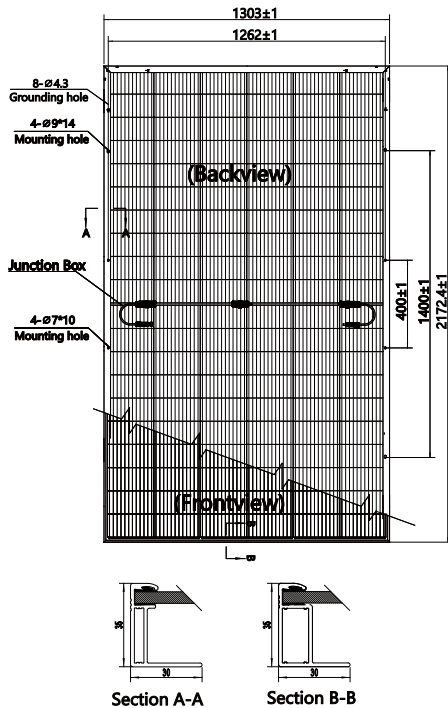 1303±1
1262±1
8-Ø4.3
Grounding hole
4-Ø9*14
Mounting hole
(Backview)
A A
Junction Box
4-Ø7*10
Mounting hole
400±1
1400±1
2172.4±1
(Frontview)
B
B
35
30
35
30
Section A-A
Section B-B